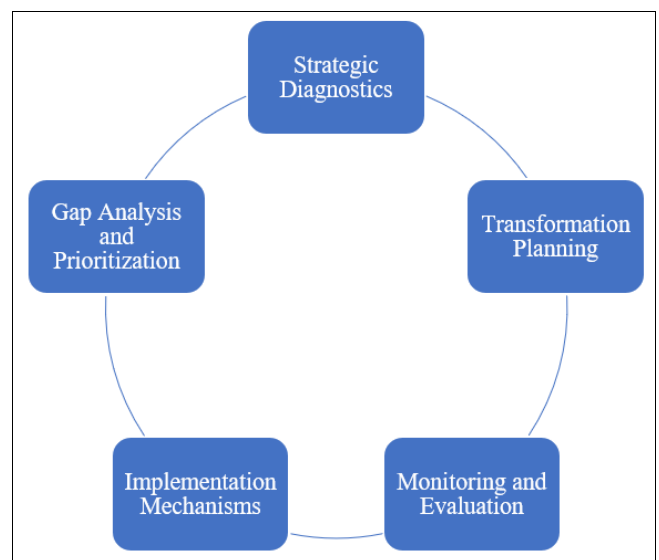 Strategic
Diagnostics
Gap Analysis
and
Prioritization
Transformation
Planning
Implementation
Mechanisms
Monitoring and
Evaluation